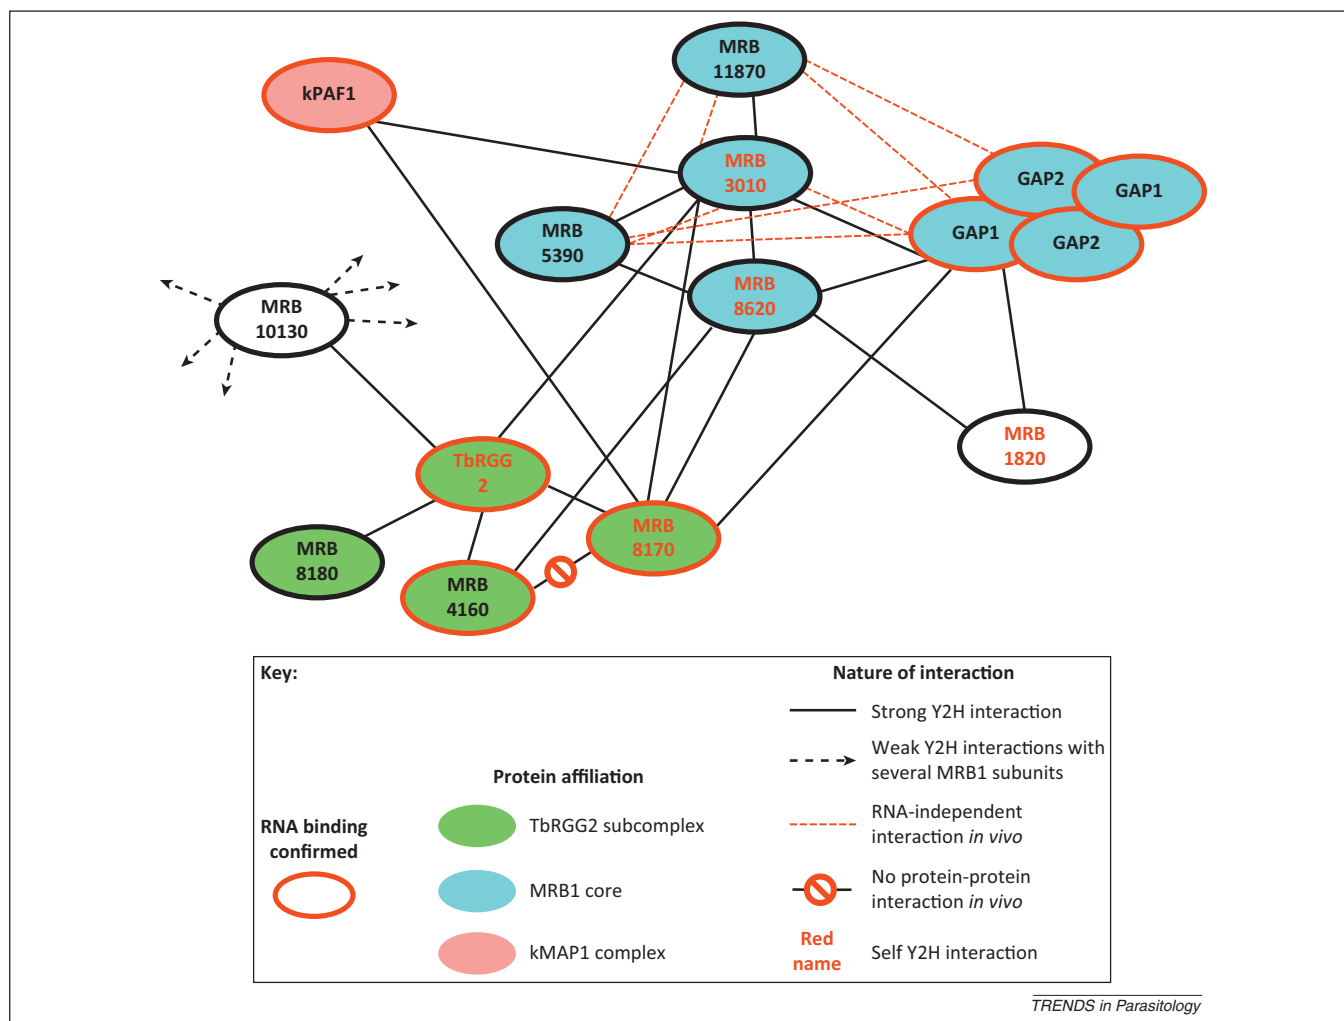 MRB
11870
kPAF1
MRB
3010
GAP2
GAP1
GAP1
GAP2
MRB
5390
MRB
8620
MRB
10130
MRB
1820
TbRGG
2
MRB
8170
MRB
8180
MRB
4160
Key:
Nature of interaction
Strong Y2H interaction
Weak Y2H interactions with
several MRB1 subunits
Protein affiliation
RNA binding
confirmed
TbRGG2 subcomplex
RNA-independent
interaction in vivo
MRB1 core
No protein-protein
interaction in vivo
kMAP1 complex
Red
name
Self Y2H interaction
TRENDS in Parasitology